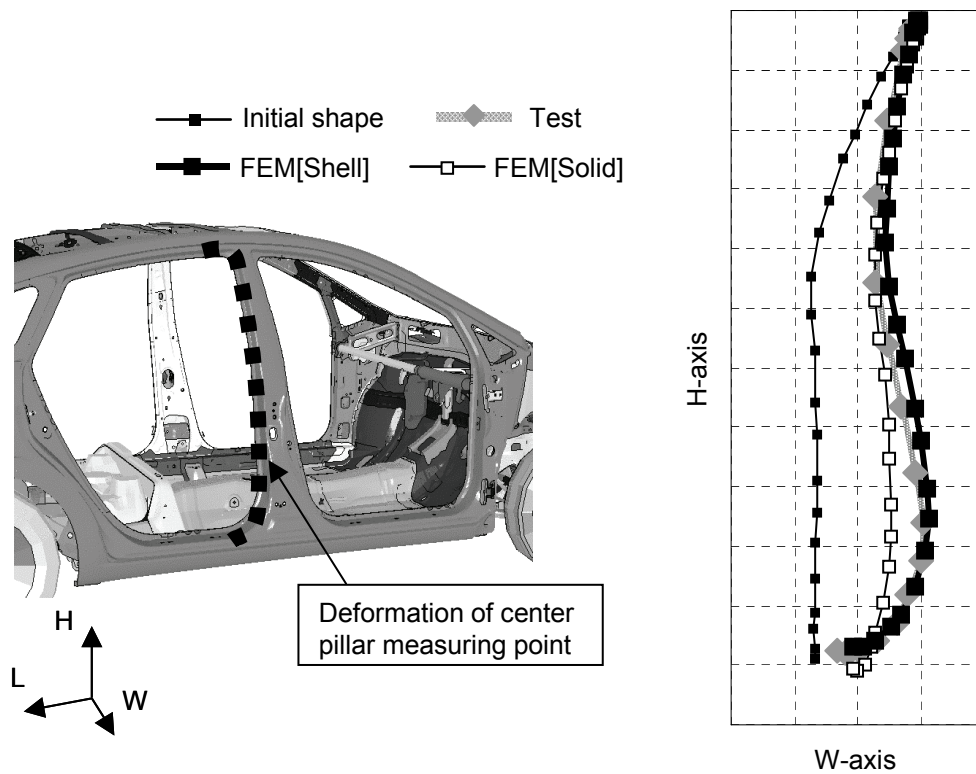 Initial shape
Test
FEM[Shell]
FEM[Solid]
H-axis
Deformation of center
pillar measuring point
H
L
W
W-axis